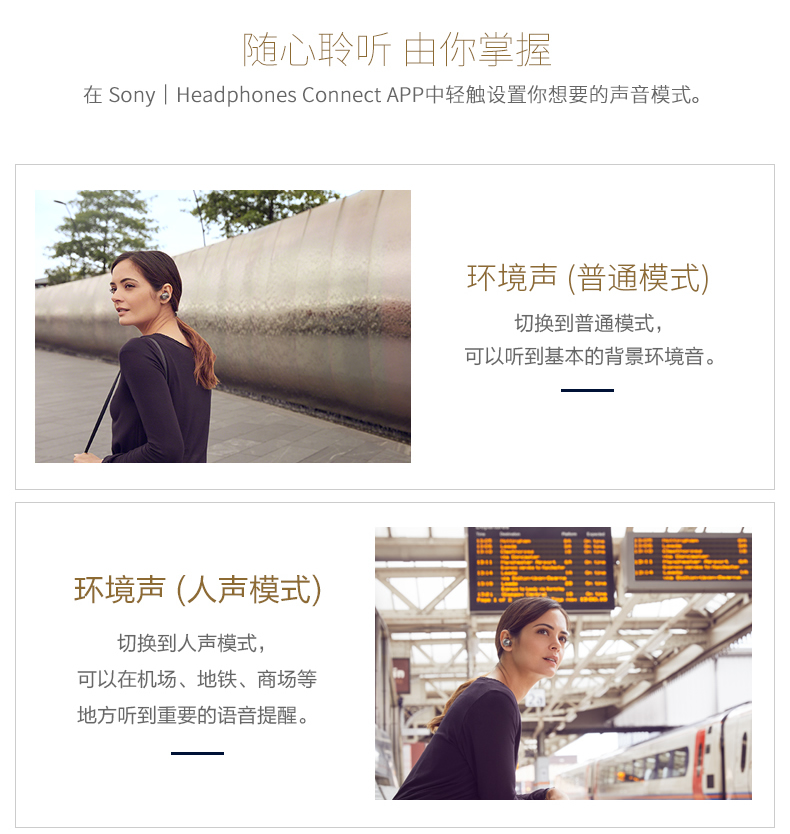 随心聆听 由你掌握
在 Sony｜Headphones Connect APP中轻触设置你想要的声音模式。
环境声 (普通模式)
切换到普通模式，
可以听到基本的背景环境音。
环境声 (人声模式)
切换到人声模式，
可以在机场、地铁、商场等
地方听到重要的语音提醒。